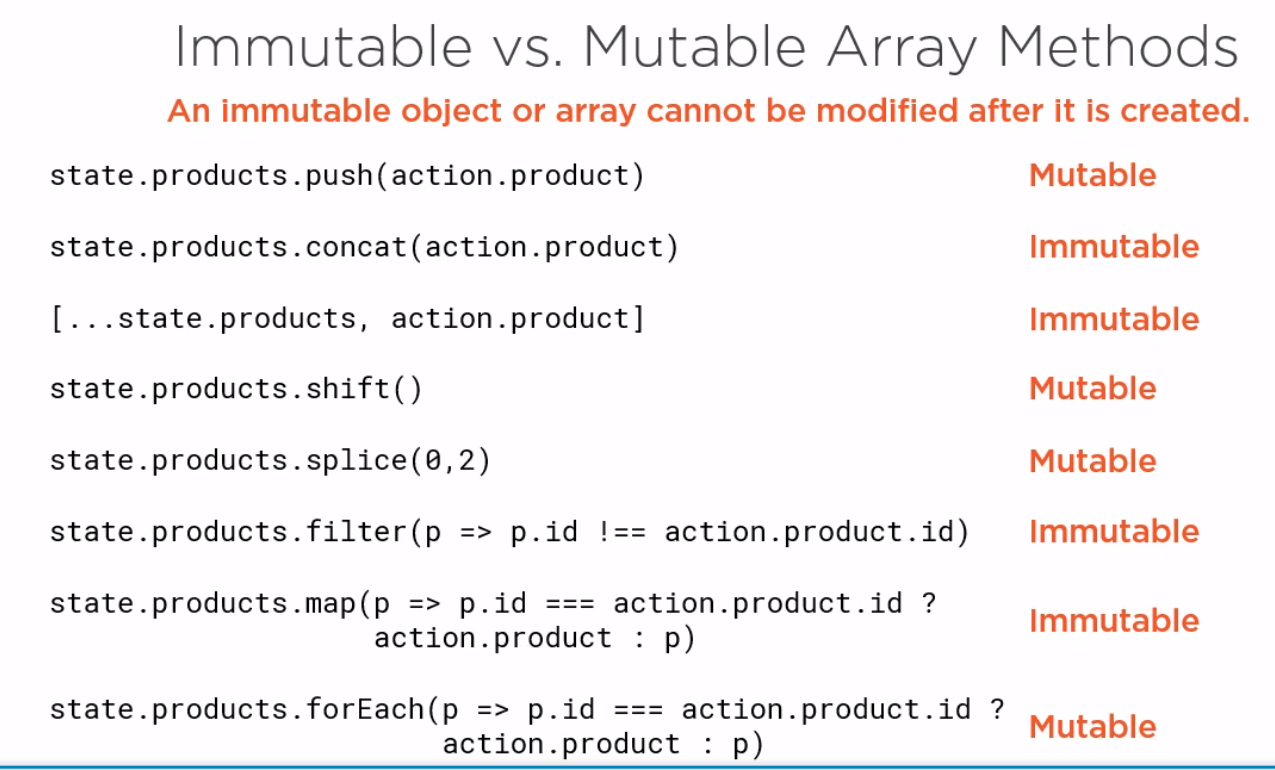 Immutable vs. Mutable Array Methods
An immutable object or array cannot be modified after it is created.
state.products.push(action.product) Mutable
state.products.concat(action.product) Immutable
[...state.products, action.product] Immutable
state.products.shift() Mutable
state.products.splice(0,2) Mutable
state.products.filter(p => p.id !== action.product.id) Immutable
state.products.map(p => p.id === action.product.id ?
action.product : p) Immutable
state.products.forEach(p => p.id === action.product.id ?
action.product : p) Mutable